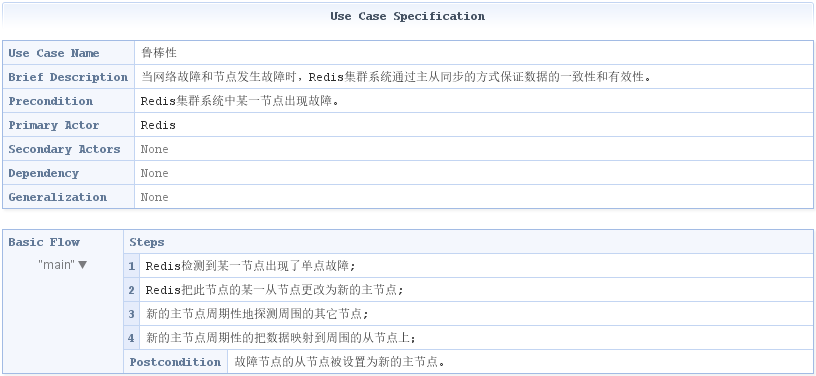 Use Case Specification
Use Case Name 鲁棒性
Brief Description 当网络故障和节点发生故障时，Redis集群系统通过主从同步的方式保证数据的一致性和有效性。
Precondition Redis集群系统中某一节点出现故障。
Primary Actor Redis
Secondary Actors None
Dependency None
Generalization None
Basic Flow Steps
"main" ▼
1 Redis检测到某一节点出现了单点故障;
2 Redis把此节点的某一从节点更改为新的主节点;
3 新的主节点周期性地探测周围的其它节点;
4 新的主节点周期性的把数据映射到周围的从节点上;
Postcondition 故障节点的从节点被设置为新的主节点。